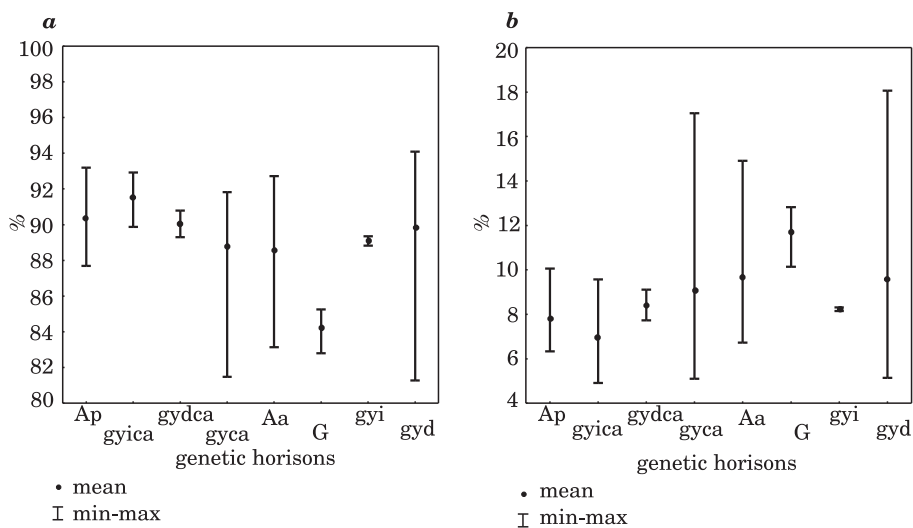 a
100
98
96
94
92
90
88
86
84
82
80
%
Ap
gyica
gydca
gyca
Aa
G
gyi
gyd
genetic horisons
• mean
I min-max
b
20
18
16
14
12
10
8
6
4
%
Ap
gyica
gydca
gyca
Aa
G
gyi
gyd
genetic horisons
• mean
I min-max